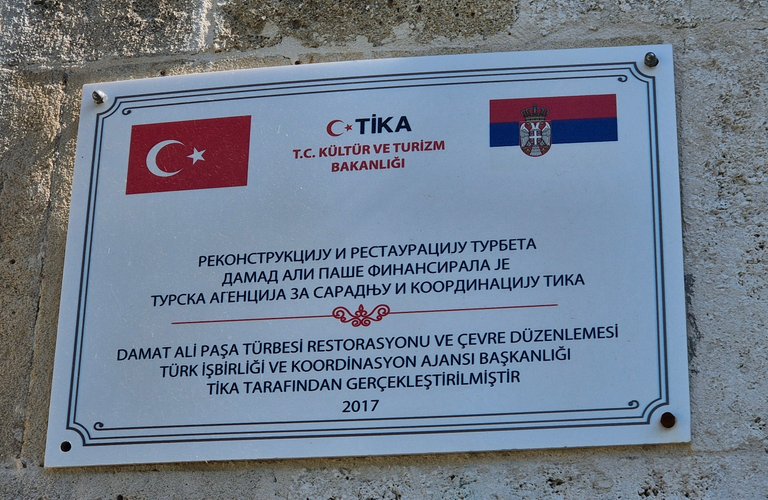 TİKA
T.C. KÜLTÜR VE TURİZM
BAKANLIĞI
РЕКОНСТРУКЦИЈУ И РЕСТАУРАЦИЈУ ТУРБЕТА
ДАМАД АЛИ ПАШЕ ФИНАНСИРАЛА ЈЕ
ТУРСКА АГЕНЦИЈА ЗА САРАДЊУ И КООРДИНАЦИЈУ ТИКА
DAMAT ALİ PAŞA TÜRBESİ RESTORASYONU VE ÇEVRE DÜZENLEMESİ
TÜRK İŞBİRLİĞİ VE KOORDİNASYON AJANSI BAŞKANLIĞI
TİKA TARAFINDAN GERÇEKLEŞTİRİLMİŞTİR
2017